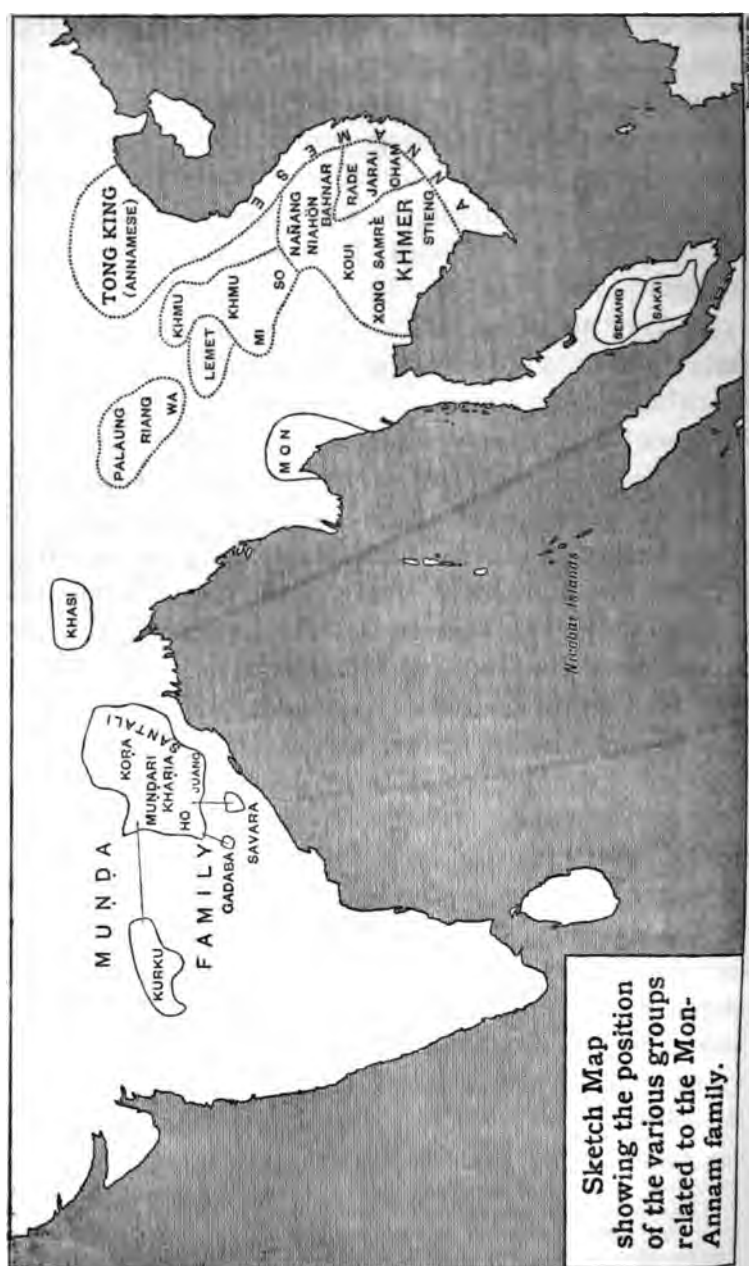 MUṆḌA
FAMILY
KURKU
KORA
SANTALI
MUṆḌARI
KHAṚIA
HO
JUANG
GADABA
SAVARA
KHASI
PALAUNG
RIANG
WA
MON
TONG KING
(ANNAMESE)
KHMU
LEMET
KHMU
MI
SO
ANNAMESE
NAÑANG
NIAHÖN
BAHNAR
RADE
JARAI
CHAM
KOUI
XONG
SAMRÈ
KHMER
STIENG
SEMANG
SAKAI
Nicobar Islands
Sketch Map
showing the position
of the various groups
related to the Mon-
Annam family.